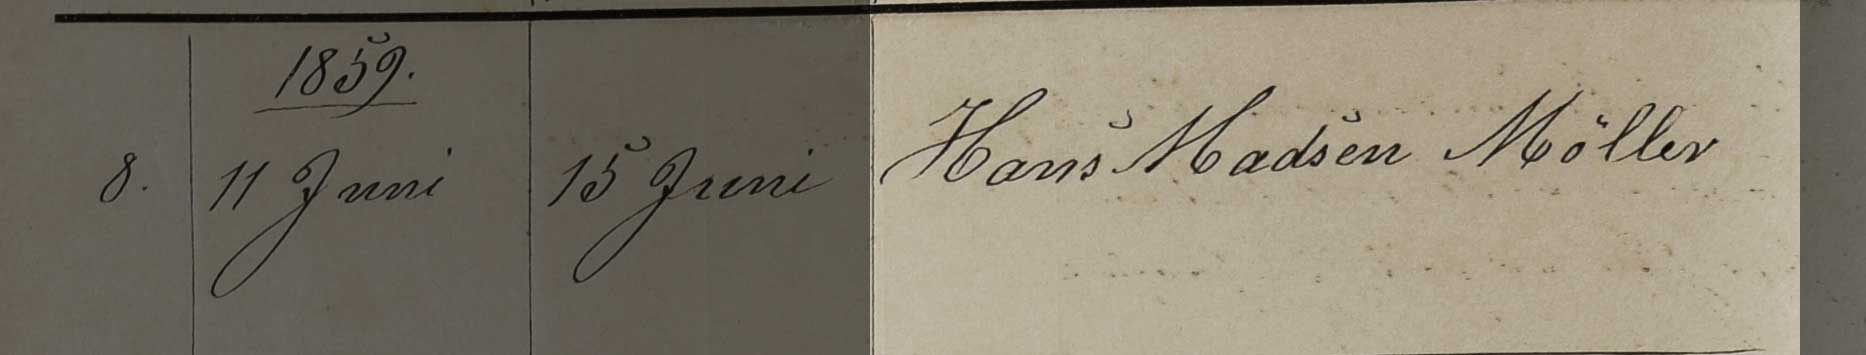 1859.
8. 11 Juni 15 Juni Hans Madsen Möller